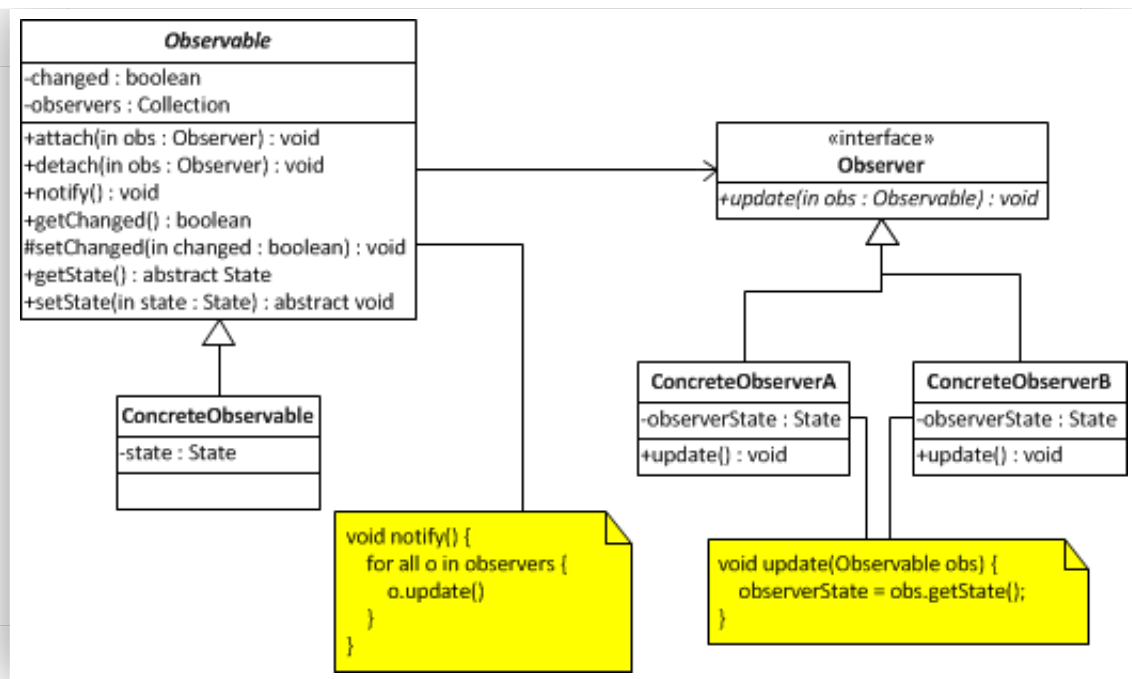 Observable
-changed : boolean
-observers : Collection
+attach(in obs : Observer) : void
+detach(in obs : Observer) : void
+notify() : void
+getChanged() : boolean
#setChanged(in changed : boolean) : void
+getState() : abstract State
+setState(in state : State) : abstract void
«interface»
Observer
+update(in obs : Observable) : void
ConcreteObservable
-state : State
ConcreteObserverA
-observerState : State
+update() : void
ConcreteObserverB
-observerState : State
+update() : void
void notify() {
for all o in observers {
o.update()
}
}
void update(Observable obs) {
observerState = obs.getState();
}